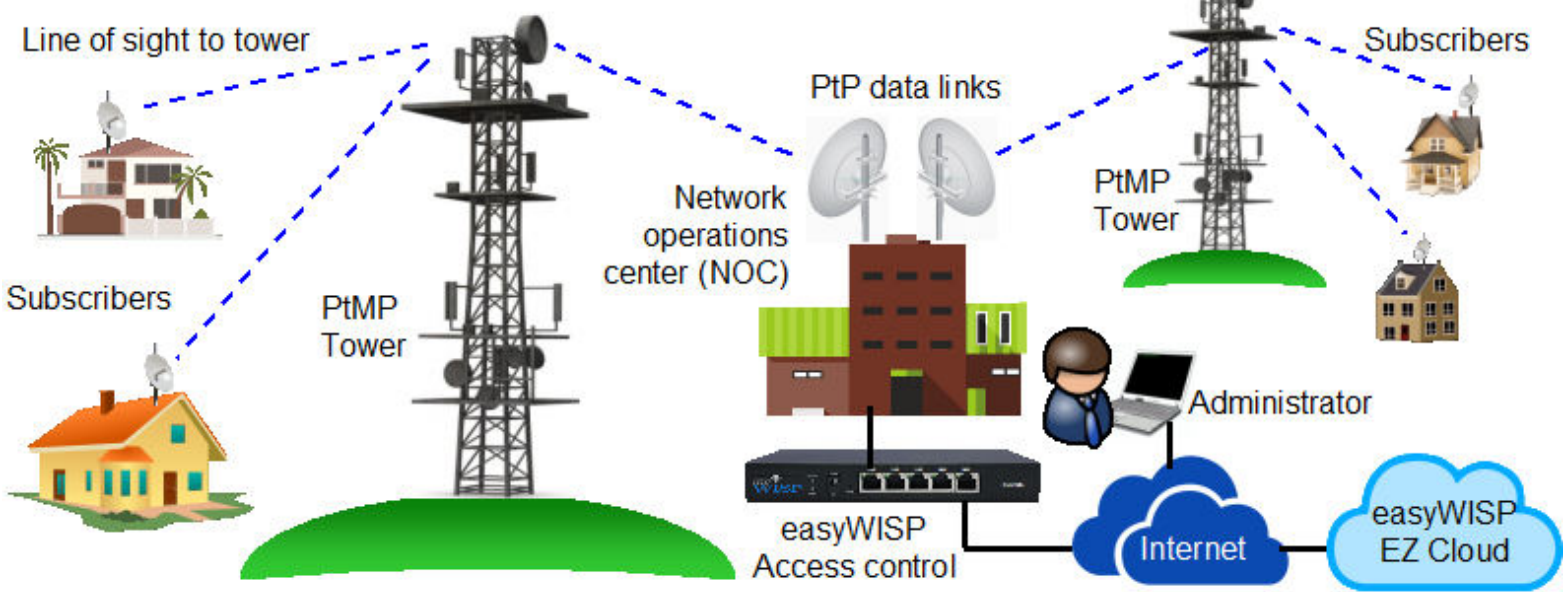 Line of sight to tower
Subscribers
PtP data links
Network
operations
center (NOC)
PtMP
Tower
Subscribers
PtMP
Tower
Administrator
WISP
easyWISP
Access control
Internet
easyWISP
EZ Cloud